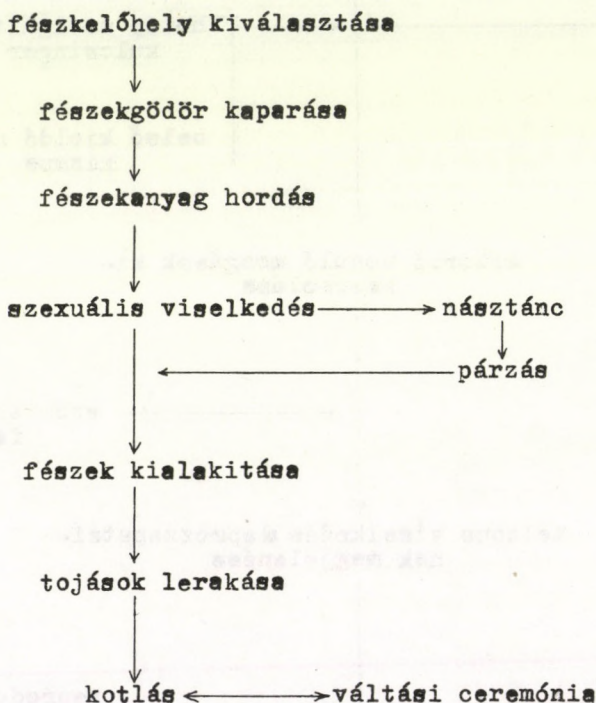 fészkelőhely kiválasztása
fészekgödör kaparása
fészekanyag hordás
szexuális viselkedés násztánc
párzás
fészek kialakitása
tojások lerakása
kotlás váltási ceremónia